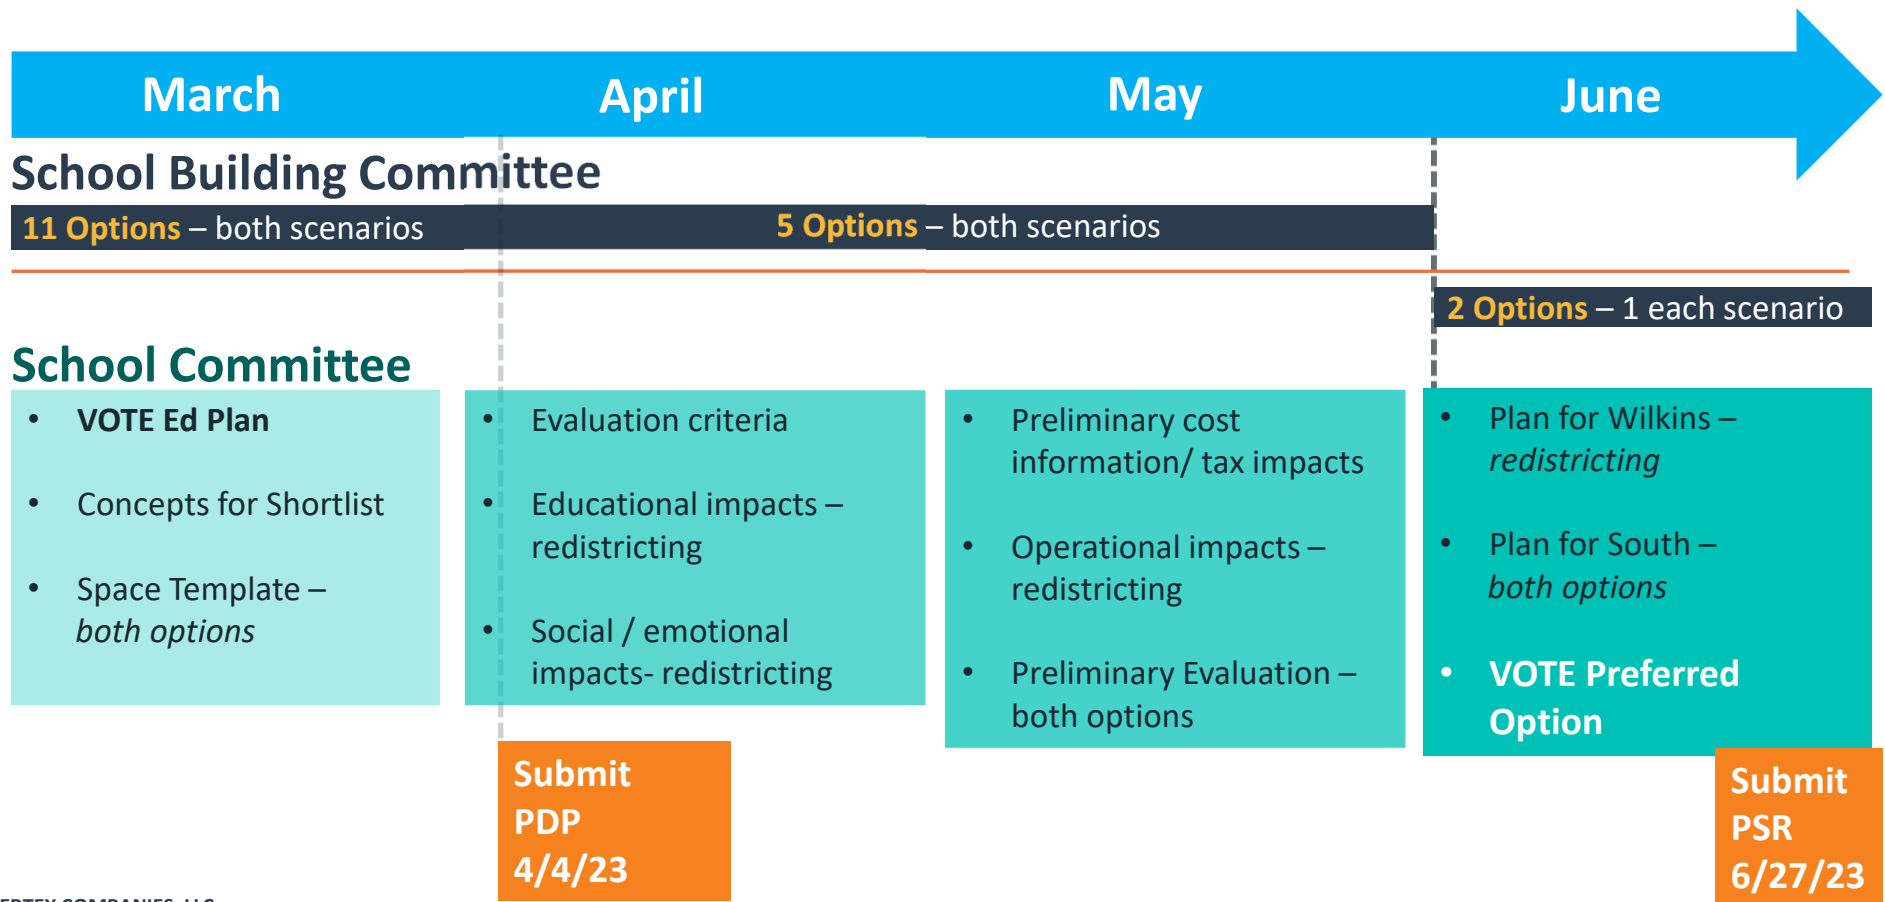 March
April
May
June
School Building Committee
11 Options – both scenarios
5 Options – both scenarios
2 Options – 1 each scenario
School Committee
• VOTE Ed Plan
• Concepts for Shortlist
• Space Template –
both options
• Evaluation criteria
• Educational impacts –
redistricting
• Social / emotional
impacts- redistricting
• Preliminary cost
information/ tax impacts
• Operational impacts –
redistricting
• Preliminary Evaluation –
both options
• Plan for Wilkins –
redistricting
• Plan for South –
both options
• VOTE Preferred
Option
Submit
PDP
4/4/23
Submit
PSR
6/27/23